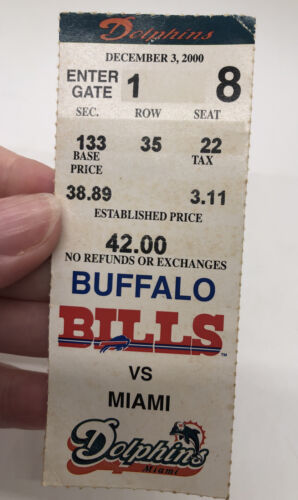 Dolphins
DECEMBER 3, 2000
ENTER GATE 1 8
SEC. ROW SEAT
133 35 22
BASE PRICE TAX
38.89 3.11
ESTABLISHED PRICE
42.00
NO REFUNDS OR EXCHANGES
BUFFALO
BILLS™
VS
MIAMI
Dolphins
Miami